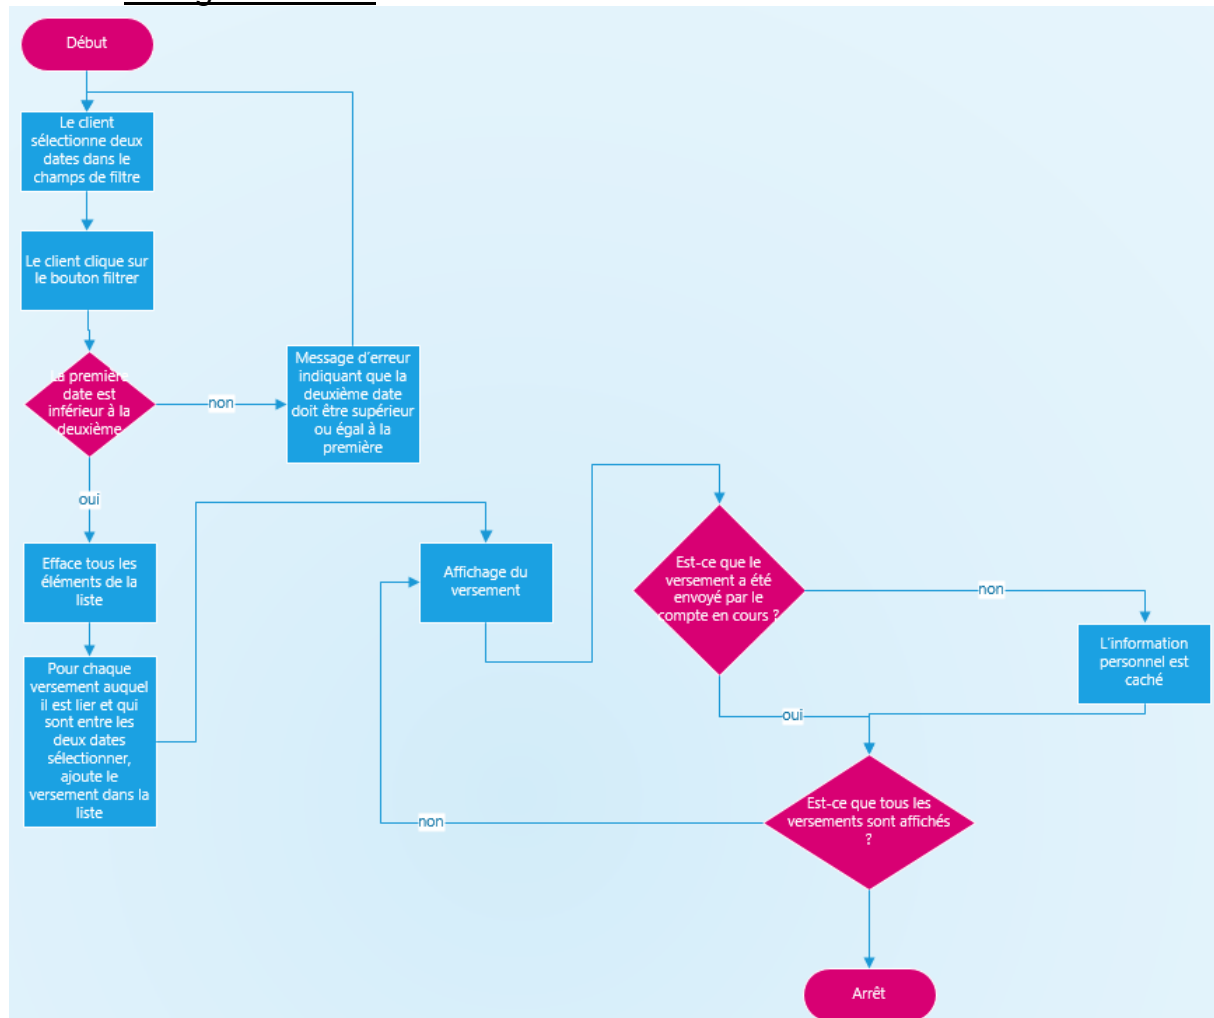 Début
Le client
sélectionne deux
dates dans le
champs de filtre
Le client clique sur
le bouton filtrer
La première
date est
inférieur à la
deuxième
non
Message d'erreur
indiquant que la
deuxième date
doit être supérieur
ou égal à la
première
oui
Efface tous les
éléments de la
liste
Pour chaque
versement auquel
il est lier et qui
sont entre les
deux dates
sélectionner,
ajoute le
versement dans la
liste
Affichage du
versement
Est-ce que le
versement a été
envoyé par le
compte en cours ?
non
L'information
personnel est
caché
oui
Est-ce que tous les
versements sont affichés
?
non
Arrêt